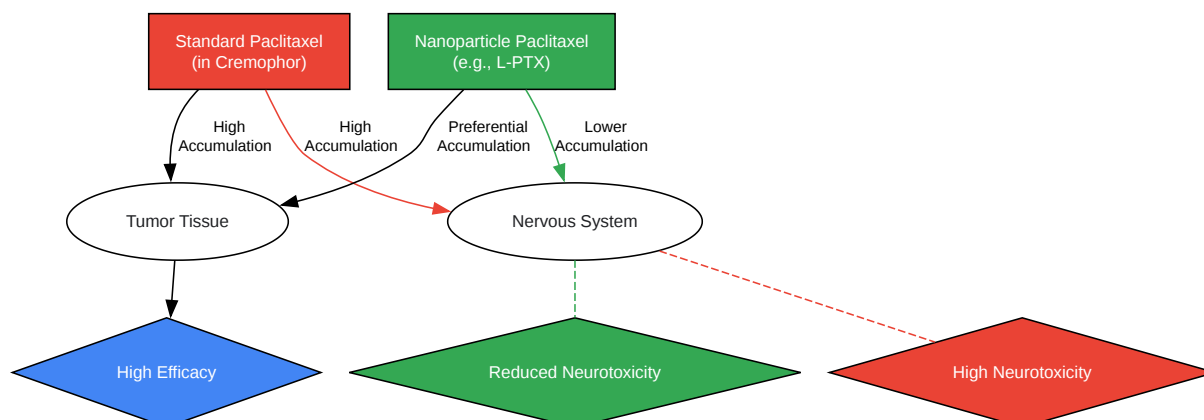 Standard Paclitaxel
(in Cremophor)
Nanoparticle Paclitaxel
(e.g., L-PTX)
High
Accumulation
High
Accumulation
Preferential
Accumulation
Lower
Accumulation
Tumor Tissue
Nervous System
High Efficacy
Reduced Neurotoxicity
High Neurotoxicity